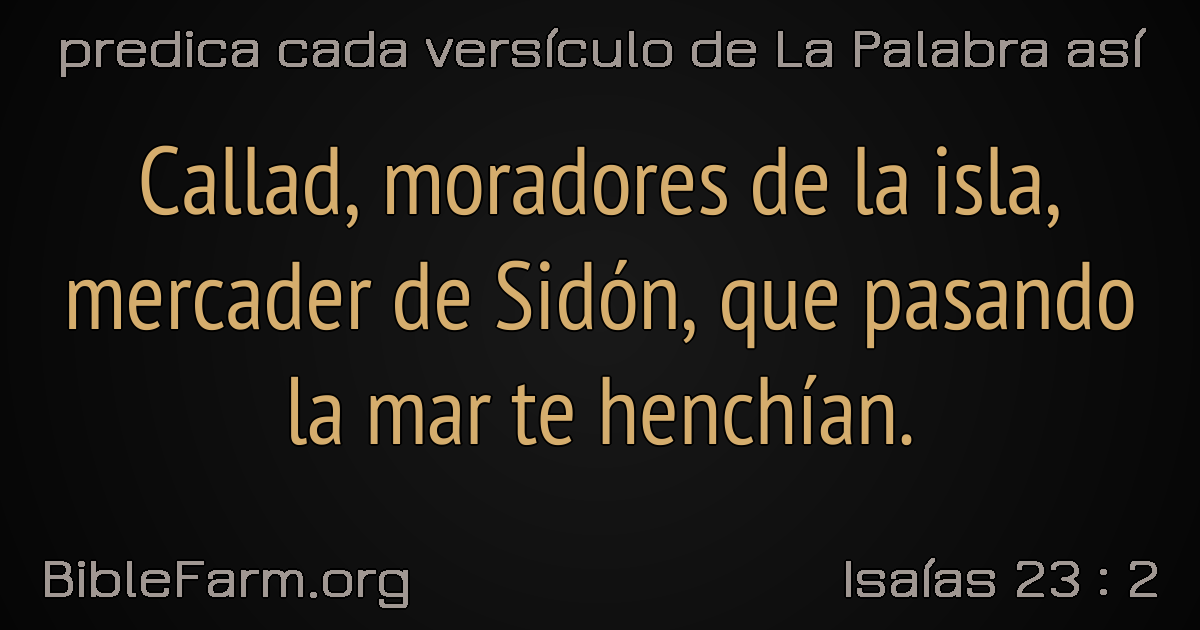 predica cada versículo de La Palabra así
Callad, moradores de la isla,
mercader de Sidón, que pasando
la mar te henchían.
BibleFarm.org
Isaías 23 : 2